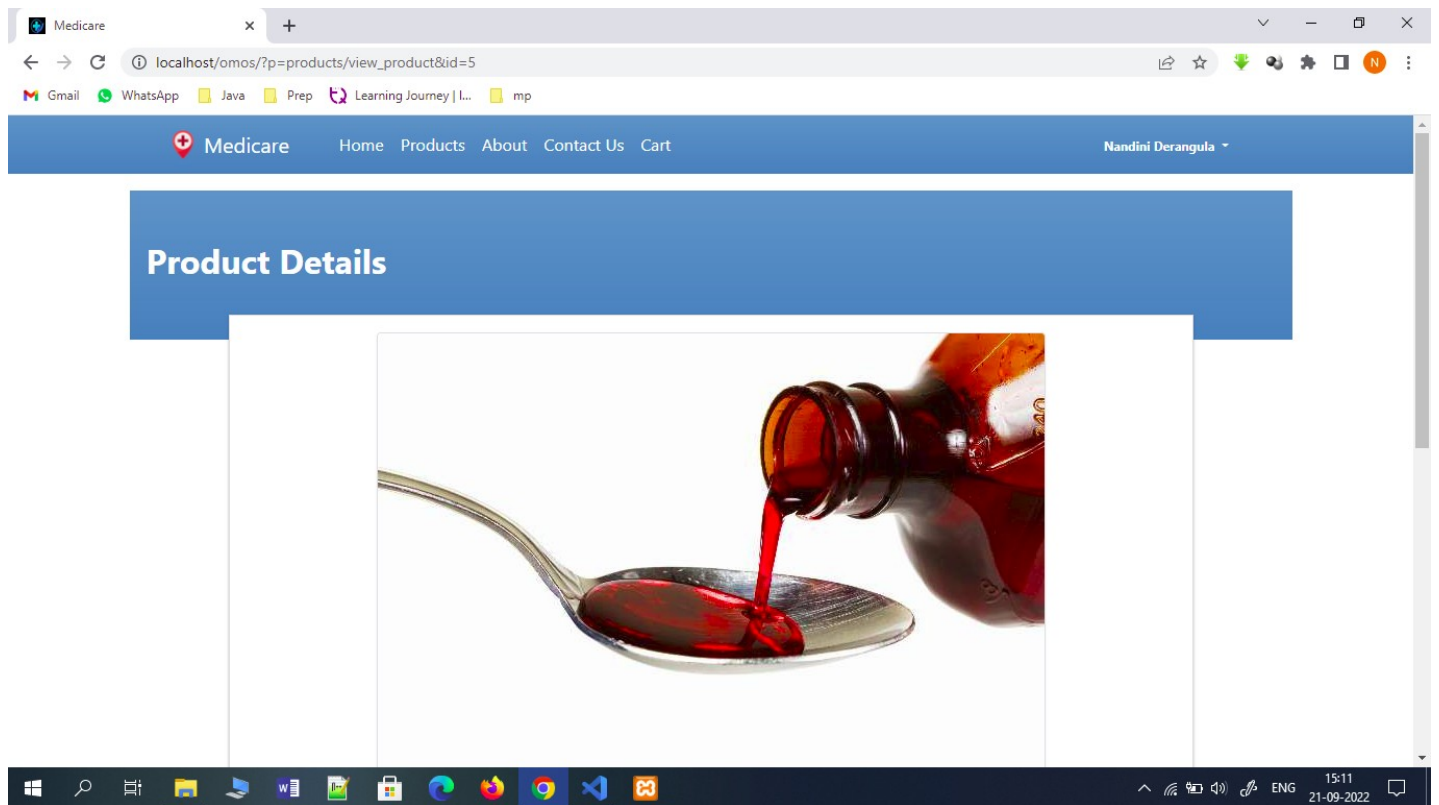 Medicare
localhost/omos/?p=products/view_product&id=5
N
Gmail WhatsApp Java Prep Learning Journey | I... mp
Medicare Home Products About Contact Us Cart Nandini Derangula
Product Details
ENG 15:11
21-09-2022